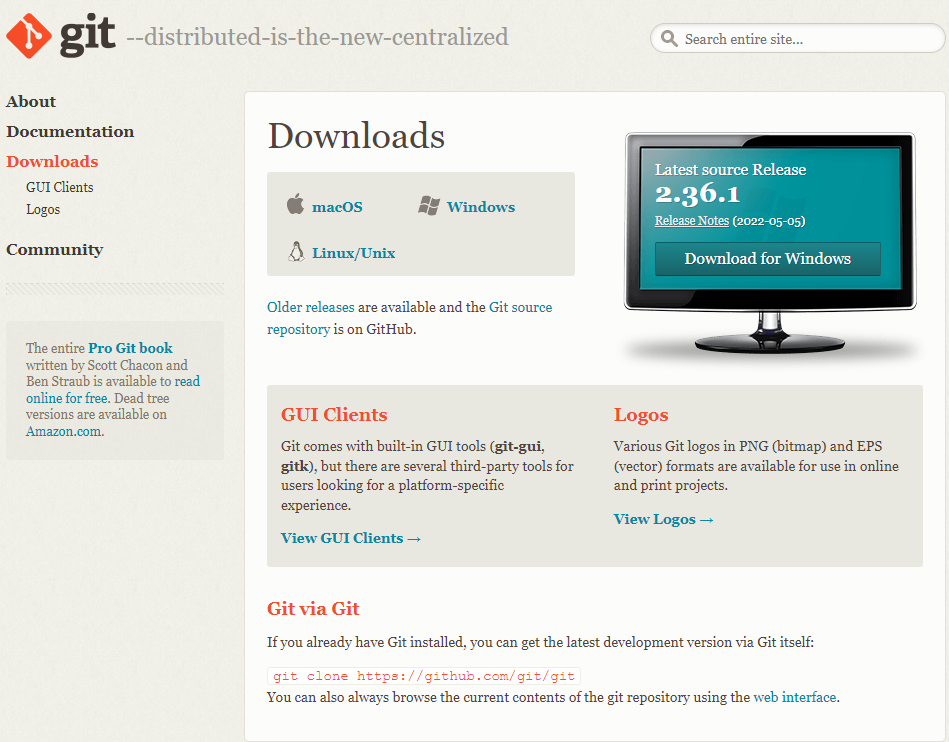 git --distributed-is-the-new-centralized
Search entire site...
About
Documentation
Downloads
GUI Clients
Logos
Community
The entire Pro Git book
written by Scott Chacon and
Ben Straub is available to read
online for free. Dead tree
versions are available on
Amazon.com.
Downloads
macOS
Windows
Linux/Unix
Older releases are available and the Git source
repository is on GitHub.
Latest source Release
2.36.1
Release Notes (2022-05-05)
Download for Windows
GUI Clients
Git comes with built-in GUI tools (git-gui,
gitk), but there are several third-party tools for
users looking for a platform-specific
experience.
View GUI Clients →
Logos
Various Git logos in PNG (bitmap) and EPS
(vector) formats are available for use in online
and print projects.
View Logos →
Git via Git
If you already have Git installed, you can get the latest development version via Git itself:
git clone https://github.com/git/git
You can also always browse the current contents of the git repository using the web interface.